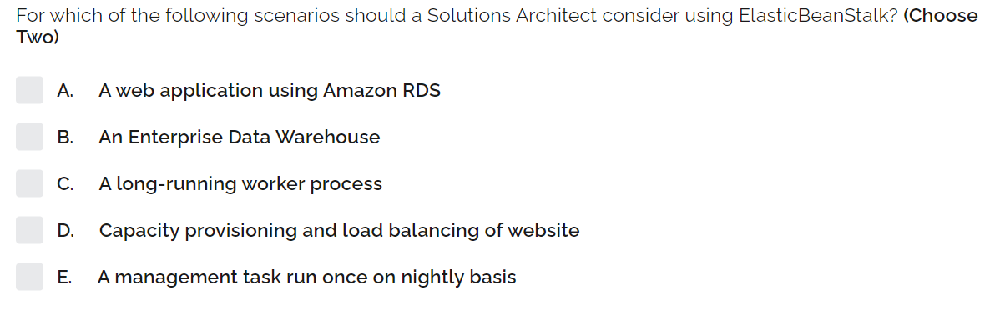 For which of the following scenarios should a Solutions Architect consider using ElasticBeanStalk? (Choose
Two)
A. A web application using Amazon RDS
B. An Enterprise Data Warehouse
C. A long-running worker process
D. Capacity provisioning and load balancing of website
E. A management task run once on nightly basis